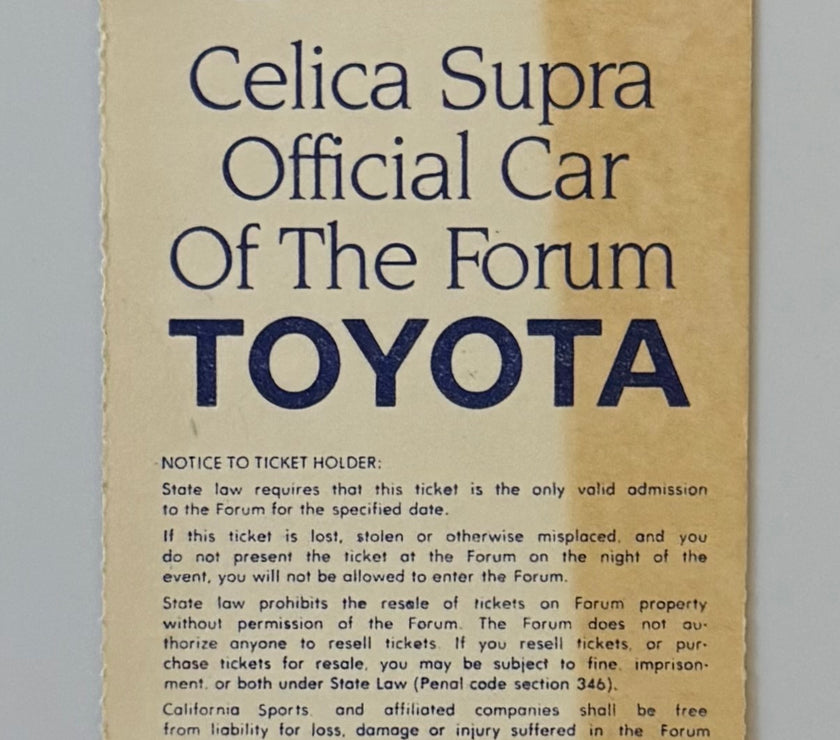 Celica Supra
Official Car
Of The Forum
TOYOTA
NOTICE TO TICKET HOLDER:
State law requires that this ticket is the only valid admission
to the Forum for the specified date.
If this ticket is lost, stolen or otherwise misplaced, and you
do not present the ticket at the Forum on the night of the
event, you will not be allowed to enter the Forum.
State law prohibits the resale of tickets on Forum property
without permission of the Forum. The Forum does not au-
thorize anyone to resell tickets. If you resell tickets, or pur-
chase tickets for resale, you may be subject to fine, imprison-
ment, or both under State Law (Penal code section 346).
California Sports, and affiliated companies shall be free
from liability for loss, damage or injury suffered in the Forum